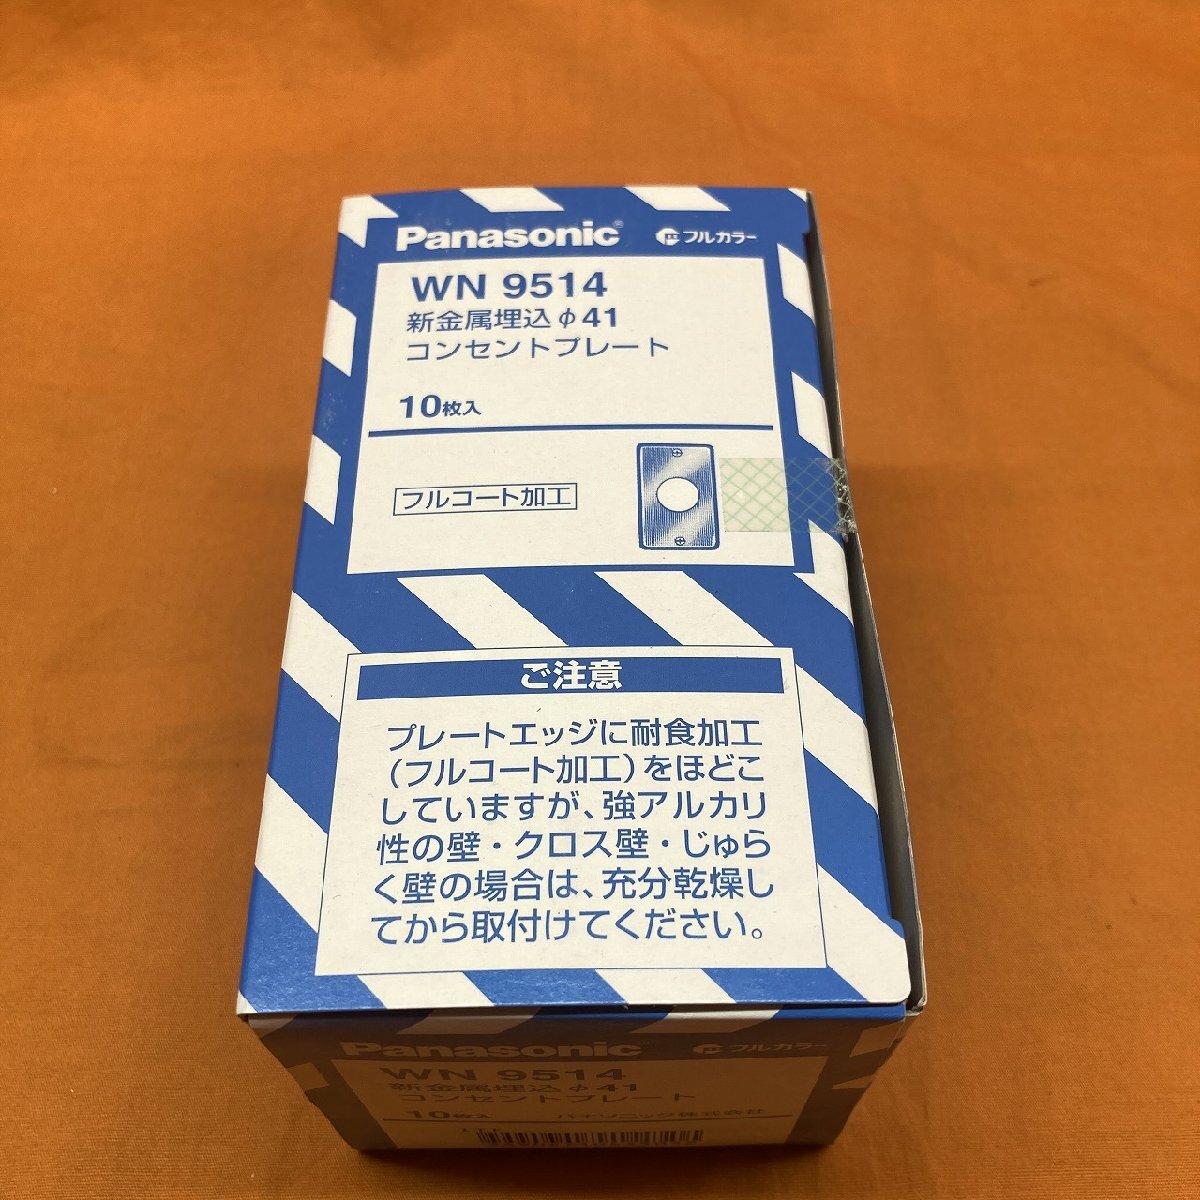 Panasonic®
フルカラー
WN 9514
新金属埋込φ41
コンセントプレート
10枚入
フルコート加工
ご注意
プレートエッジに耐食加工
(フルコート加工)をほどこ
していますが、強アルカリ
性の壁・クロス壁・じゅら
く壁の場合は、充分乾燥し
てから取付けてください。
Panasonic
フルカラー
WN 9514
新金属埋込φ41
コンセントプレート
10枚入 パナソニック株式会社